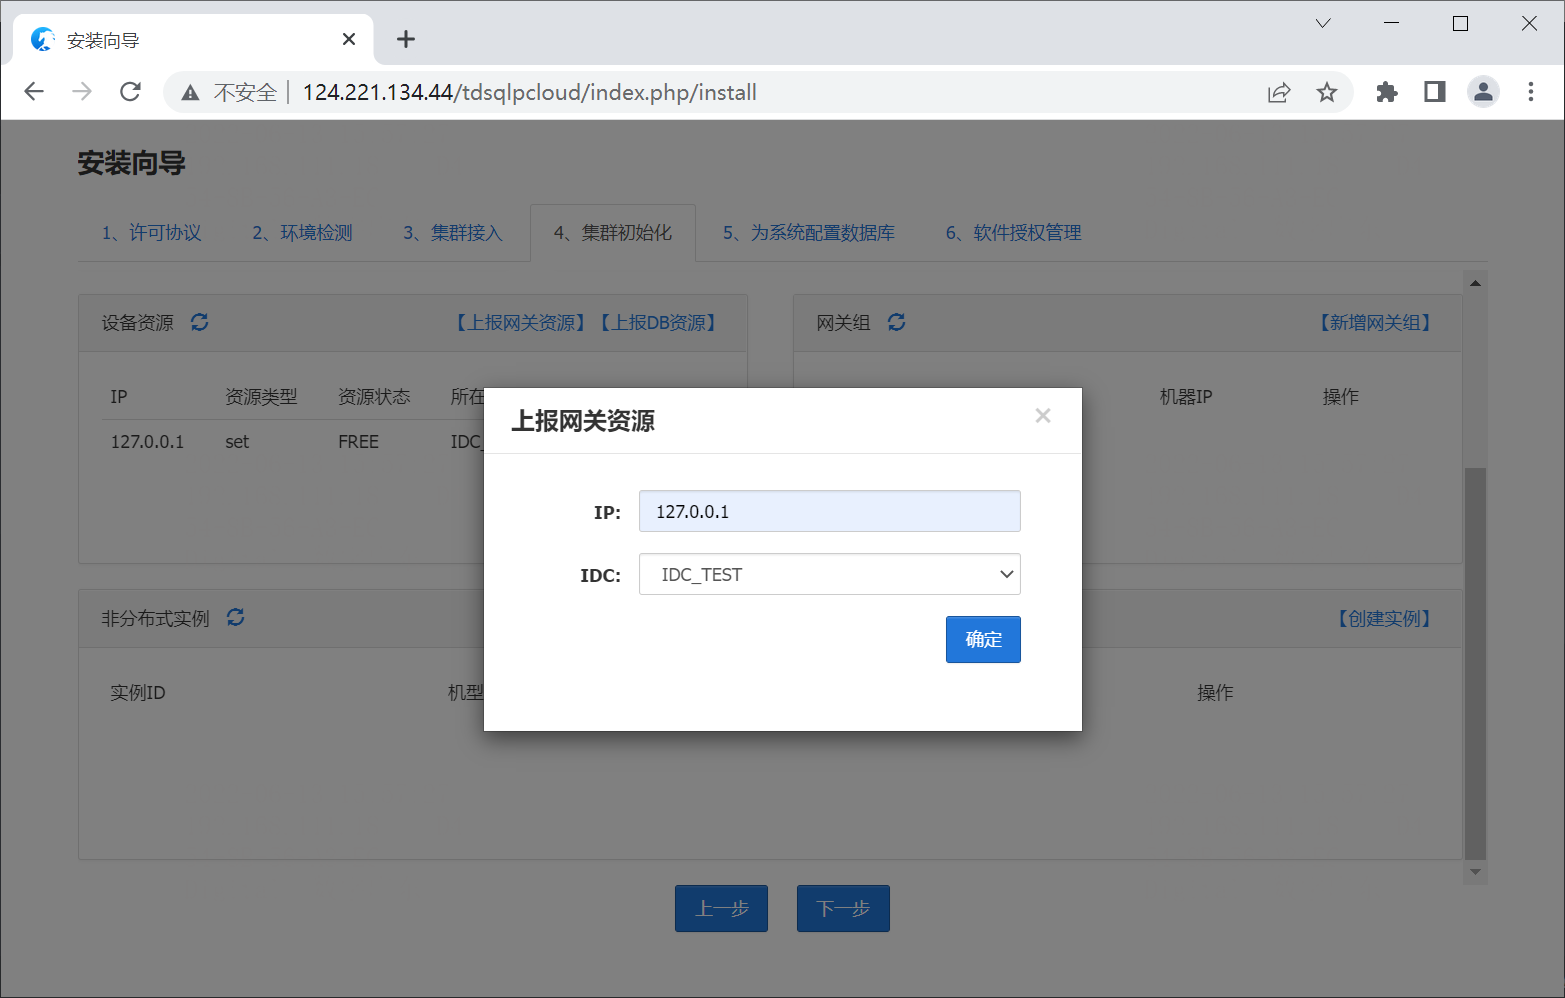 安装向导
不安全 124.221.134.44/tdsqlpcloud/index.php/install
安装向导
1、许可协议 2、环境检测 3、集群接入 4、集群初始化 5、为系统配置数据库 6、软件授权管理
设备资源 【上报网关资源】【上报DB资源】
网关组 【新增网关组】
IP 资源类型 资源状态 所在
127.0.0.1 set FREE IDC_
机器IP 操作
上报网关资源
IP: 127.0.0.1
IDC: IDC_TEST
确定
非分布式实例 【创建实例】
实例ID 机型 操作
上一步 下一步